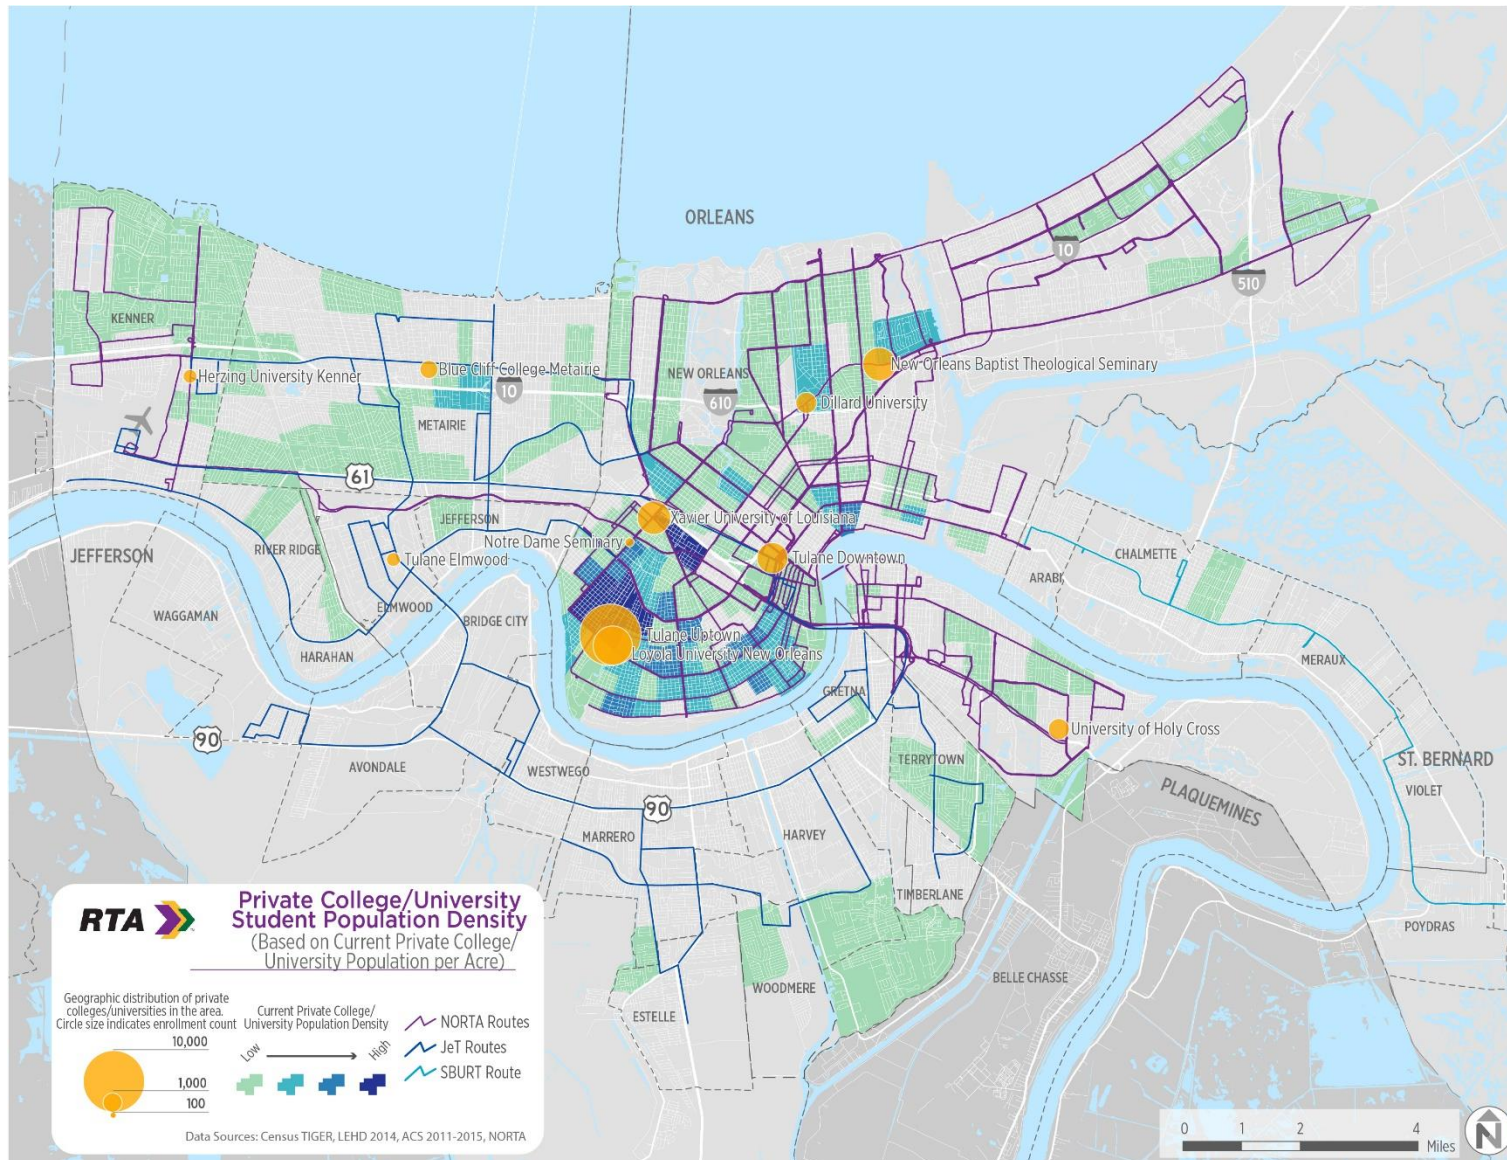 ORLEANS
10
510
KENNER
Herzing University Kenner
Blue Cliff College Metairie
10
METAIRIE
NEW ORLEANS
610
New Orleans Baptist Theological Seminary
Dillard University
61
JEFFERSON
Xavier University of Louisiana
Notre Dame Seminary
JEFFERSON
RIVER RIDGE
Tulane Elmwood
Tulane Downtown
CHALMETTE
ARABI
WAGGAMAN
ELMWOOD
BRIDGE CITY
HARAHAN
Tulane Uptown
Loyola University New Orleans
MERAUX
GRETNA
90
University of Holy Cross
AVONDALE
WESTWEGO
TERRYTOWN
ST. BERNARD
VIOLET
PLAQUEMINES
90
MARRERO
HARVEY
TIMBERLANE
POYDRAS
BELLE CHASSE
WOODMERE
ESTELLE
RTA
Private College/University
Student Population Density
(Based on Current Private College/
University Population per Acre)
Geographic distribution of private
colleges/universities in the area.
Circle size indicates enrollment count
10,000
1,000
100
Current Private College/
University Population Density
Low
High
NORTA Routes
JeT Routes
SBURT Route
Data Sources: Census TIGER, LEHD 2014, ACS 2011-2015, NORTA
0 1 2 4
Miles
N